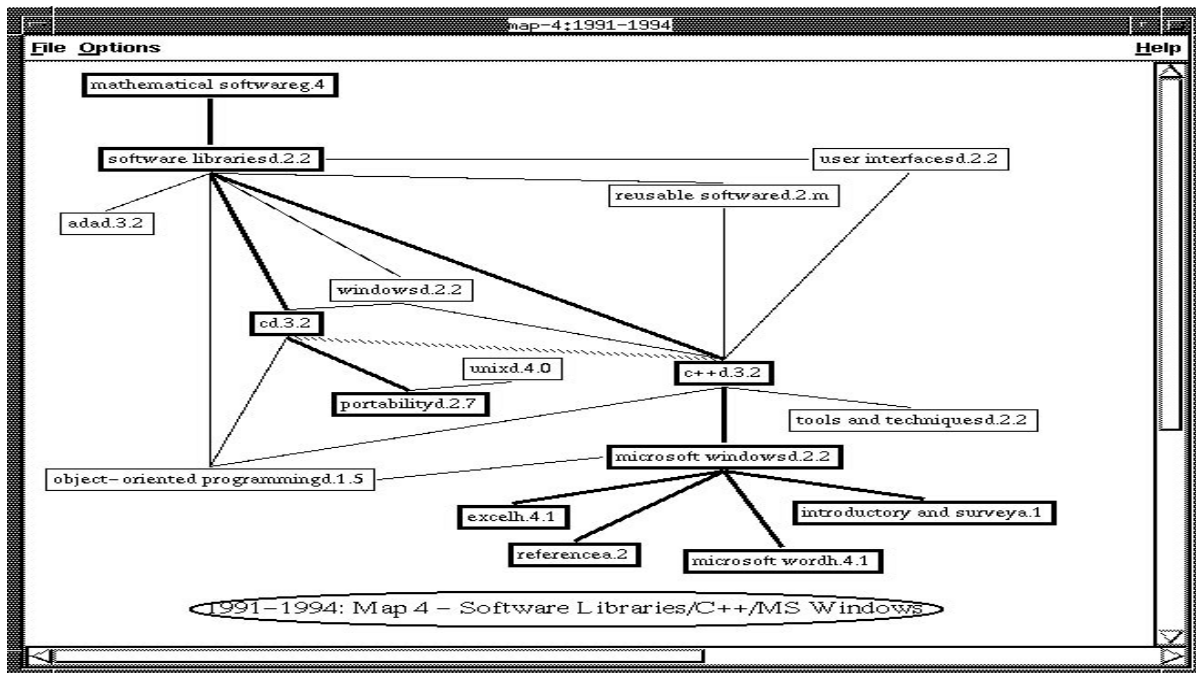 map-4:1991-1994
File Options Help
mathematical softwareg.4
software librariesd.2.2
user interfacesd.2.2
reusable softwared.2.m
adad.3.2
windowsd.2.2
cd.3.2
unixd.4.0
c++d.3.2
portabilityd.2.7
tools and techniquesd.2.2
microsoft windowsd.2.2
object-oriented programmingd.1.5
excelh.4.1
introductory and surveya.1
referencea.2
microsoft wordh.4.1
1991-1994: Map 4 - Software Libraries/C++/MS Windows